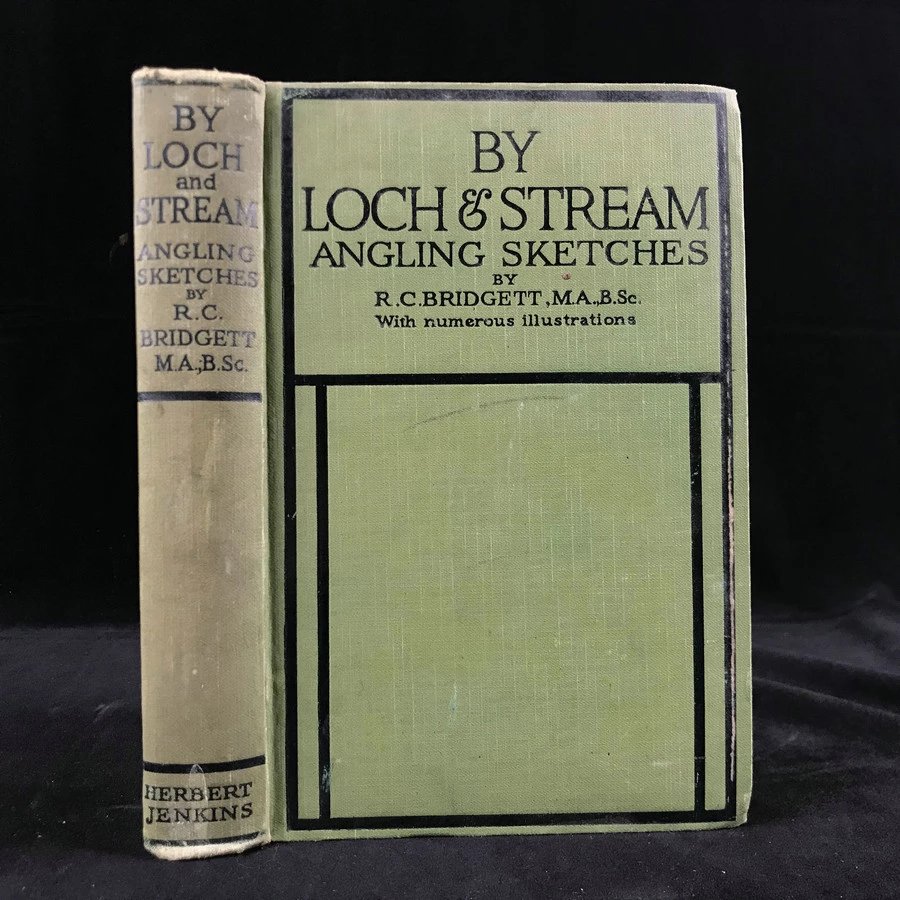 BY
LOCH
and
STREAM
ANGLING
SKETCHES
BY
R.C.
BRIDGETT
M.A.,B.Sc.
HERBERT
JENKINS
BY
LOCH & STREAM
ANGLING SKETCHES
BY
R.C.BRIDGETT, M.A.,B.Sc.
With numerous illustrations